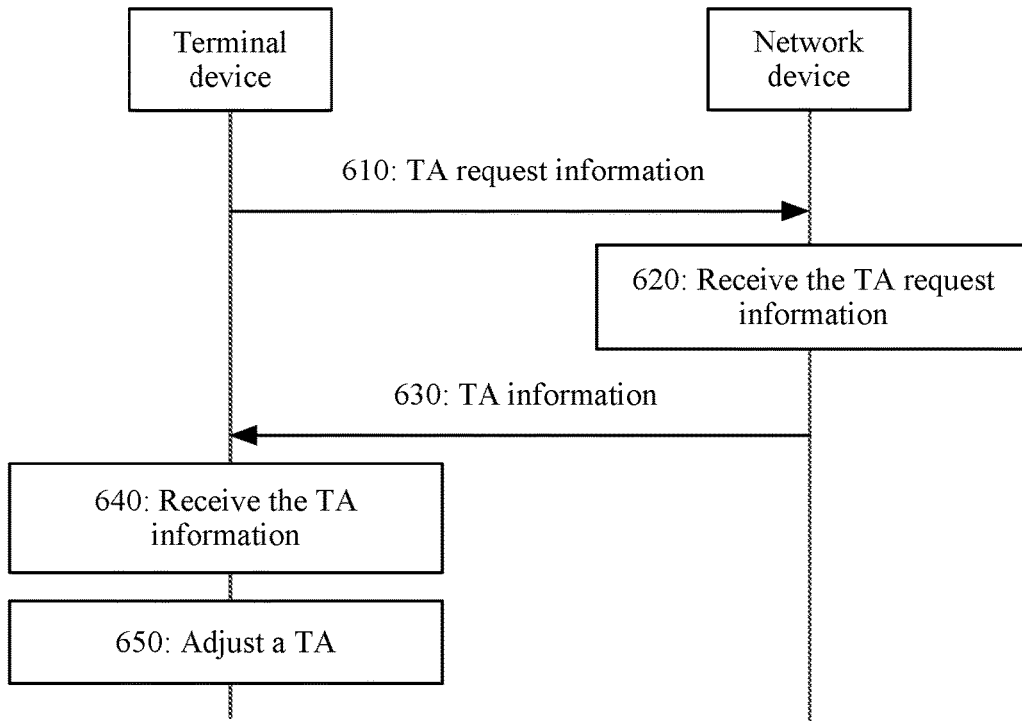 Terminal
device
Network
device
610: TA request information
620: Receive the TA request
information
630: TA information
640: Receive the TA
information
650: Adjust a TA